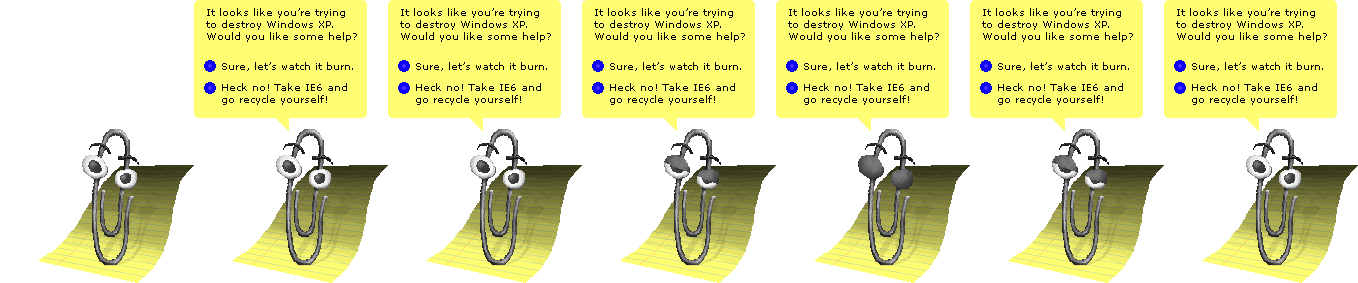 It looks like you're trying
to destroy Windows XP.
Would you like some help?
Sure, let's watch it burn.
Heck no! Take IE6 and
go recycle yourself!
It looks like you're trying
to destroy Windows XP.
Would you like some help?
Sure, let's watch it burn.
Heck no! Take IE6 and
go recycle yourself!
It looks like you're trying
to destroy Windows XP.
Would you like some help?
Sure, let's watch it burn.
Heck no! Take IE6 and
go recycle yourself!
It looks like you're trying
to destroy Windows XP.
Would you like some help?
Sure, let's watch it burn.
Heck no! Take IE6 and
go recycle yourself!
It looks like you're trying
to destroy Windows XP.
Would you like some help?
Sure, let's watch it burn.
Heck no! Take IE6 and
go recycle yourself!
It looks like you're trying
to destroy Windows XP.
Would you like some help?
Sure, let's watch it burn.
Heck no! Take IE6 and
go recycle yourself!